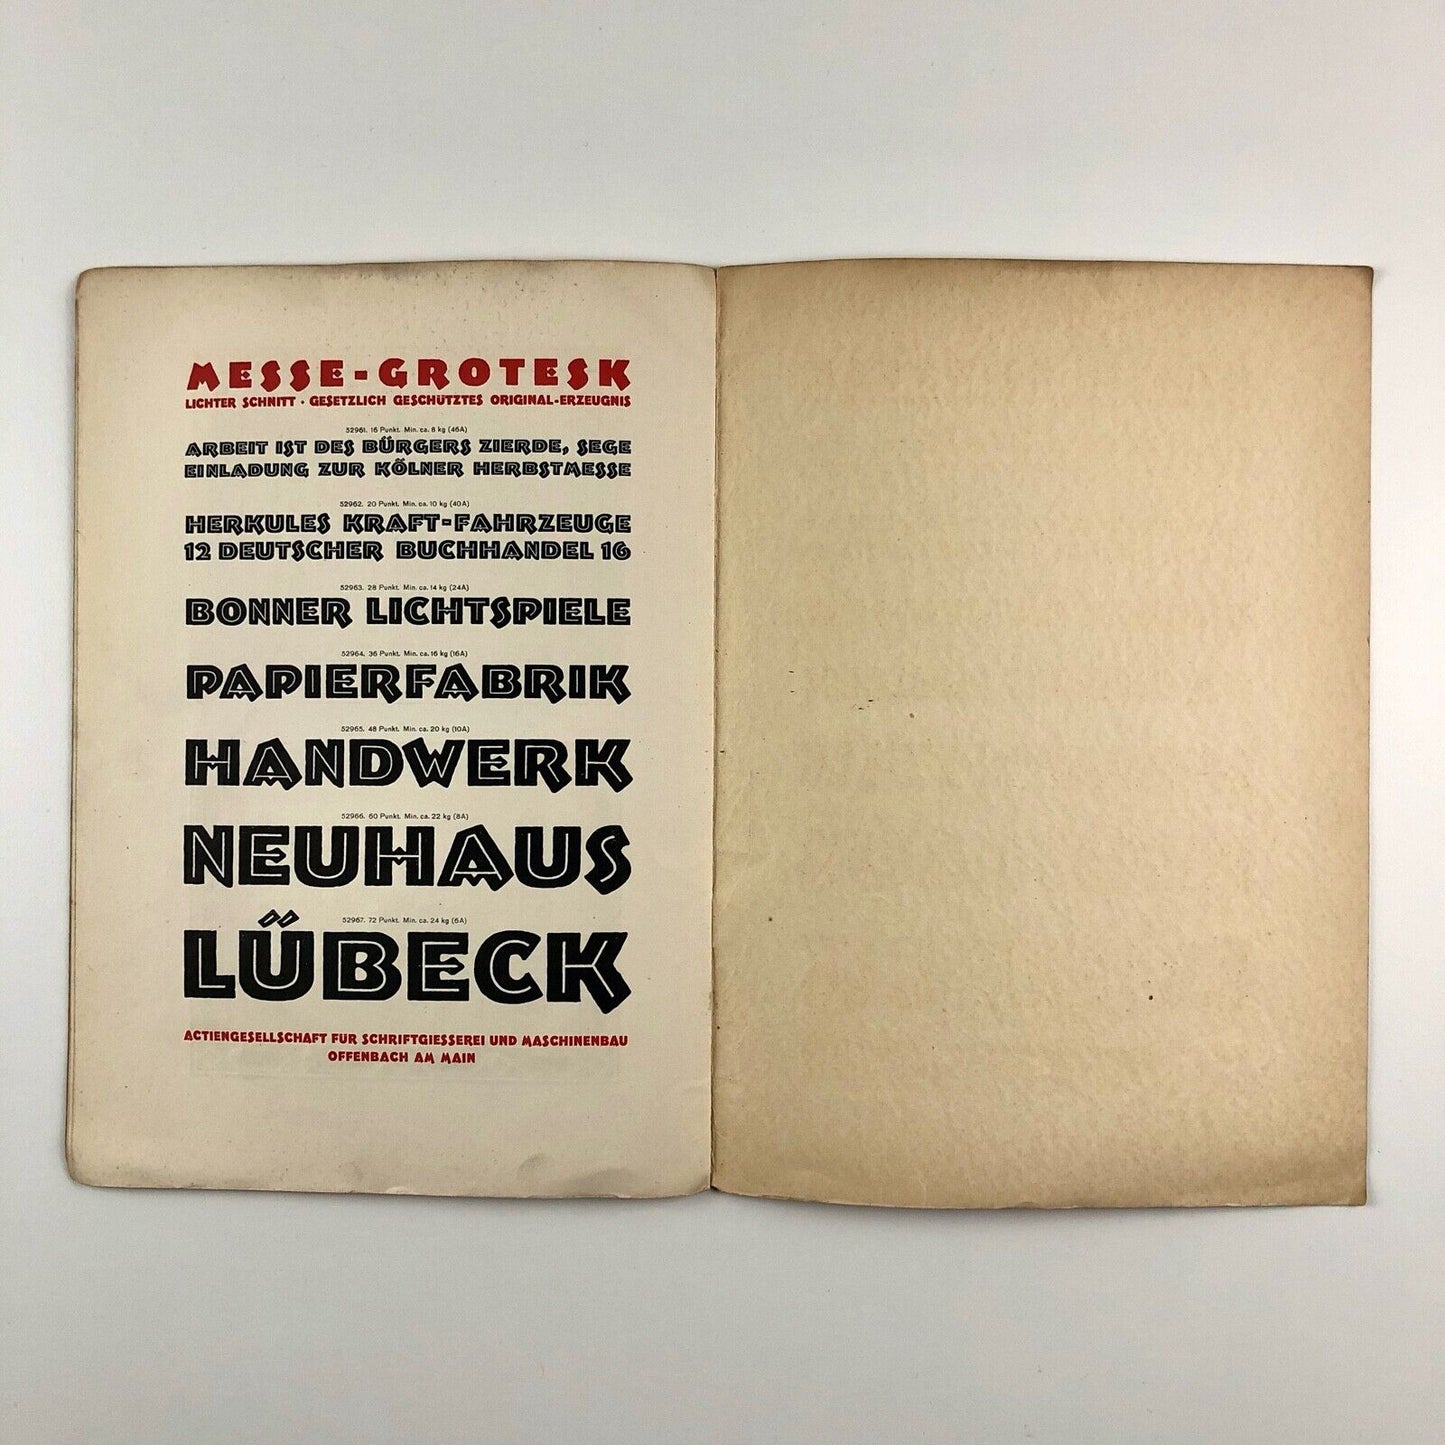 MESSE-GROTESK
LICHTER SCHNITT · GESETZLICH GESCHÜTZTES ORIGINAL-ERZEUGNIS
52961. 16 Punkt. Min. ca. 8 kg (46A)
ARBEIT IST DES BÜRGERS ZIERDE, SEGE
EINLADUNG ZUR KÖLNER HERBSTMESSE
52962. 20 Punkt. Min. ca. 10 kg (40A)
HERKULES KRAFT-FAHRZEUGE
12 DEUTSCHER BUCHHANDEL 16
52963. 28 Punkt. Min. ca. 14 kg (24A)
BONNER LICHTSPIELE
52964. 36 Punkt. Min. ca. 16 kg (16A)
PAPIERFABRIK
52965. 48 Punkt. Min. ca. 20 kg (10A)
HANDWERK
52966. 60 Punkt. Min. ca. 22 kg (8A)
NEUHAUS
52967. 72 Punkt. Min. ca. 24 kg (6A)
LÜBECK
ACTIENGESELLSCHAFT FÜR SCHRIFTGIESSEREI UND MASCHINENBAU
OFFENBACH AM MAIN